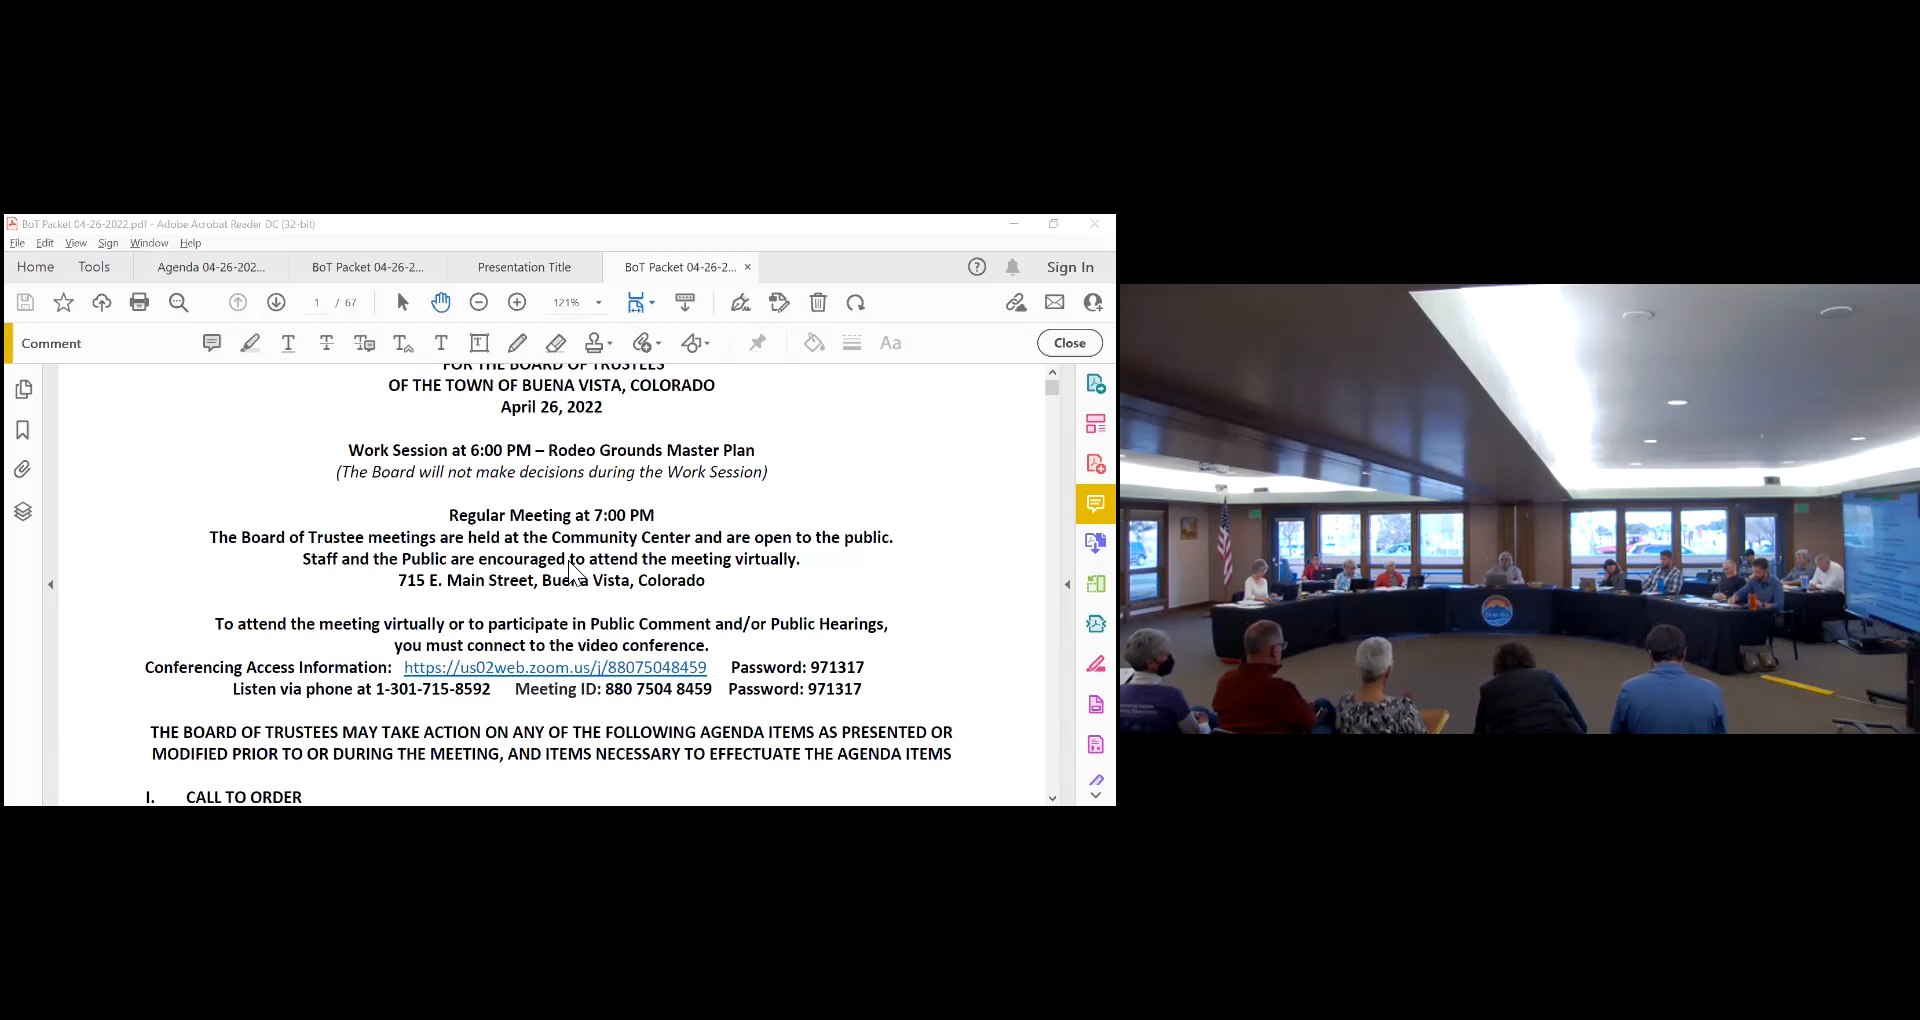 BoT Packet 04-26-2022.pdf - Adobe Acrobat Reader DC (32-bit)
File Edit View Sign Window Help
Home Tools Agenda 04-26-202... BoT Packet 04-26-2... Presentation Title BoT Packet 04-26-2... × Sign In
1 / 67 121%
Comment Close
FOR THE BOARD OF TRUSTEES
OF THE TOWN OF BUENA VISTA, COLORADO
April 26, 2022
Work Session at 6:00 PM – Rodeo Grounds Master Plan
(The Board will not make decisions during the Work Session)
Regular Meeting at 7:00 PM
The Board of Trustee meetings are held at the Community Center and are open to the public.
Staff and the Public are encouraged to attend the meeting virtually.
715 E. Main Street, Buena Vista, Colorado
To attend the meeting virtually or to participate in Public Comment and/or Public Hearings,
you must connect to the video conference.
Conferencing Access Information: https://us02web.zoom.us/j/88075048459 Password: 971317
Listen via phone at 1-301-715-8592 Meeting ID: 880 7504 8459 Password: 971317
THE BOARD OF TRUSTEES MAY TAKE ACTION ON ANY OF THE FOLLOWING AGENDA ITEMS AS PRESENTED OR
MODIFIED PRIOR TO OR DURING THE MEETING, AND ITEMS NECESSARY TO EFFECTUATE THE AGENDA ITEMS
I. CALL TO ORDER